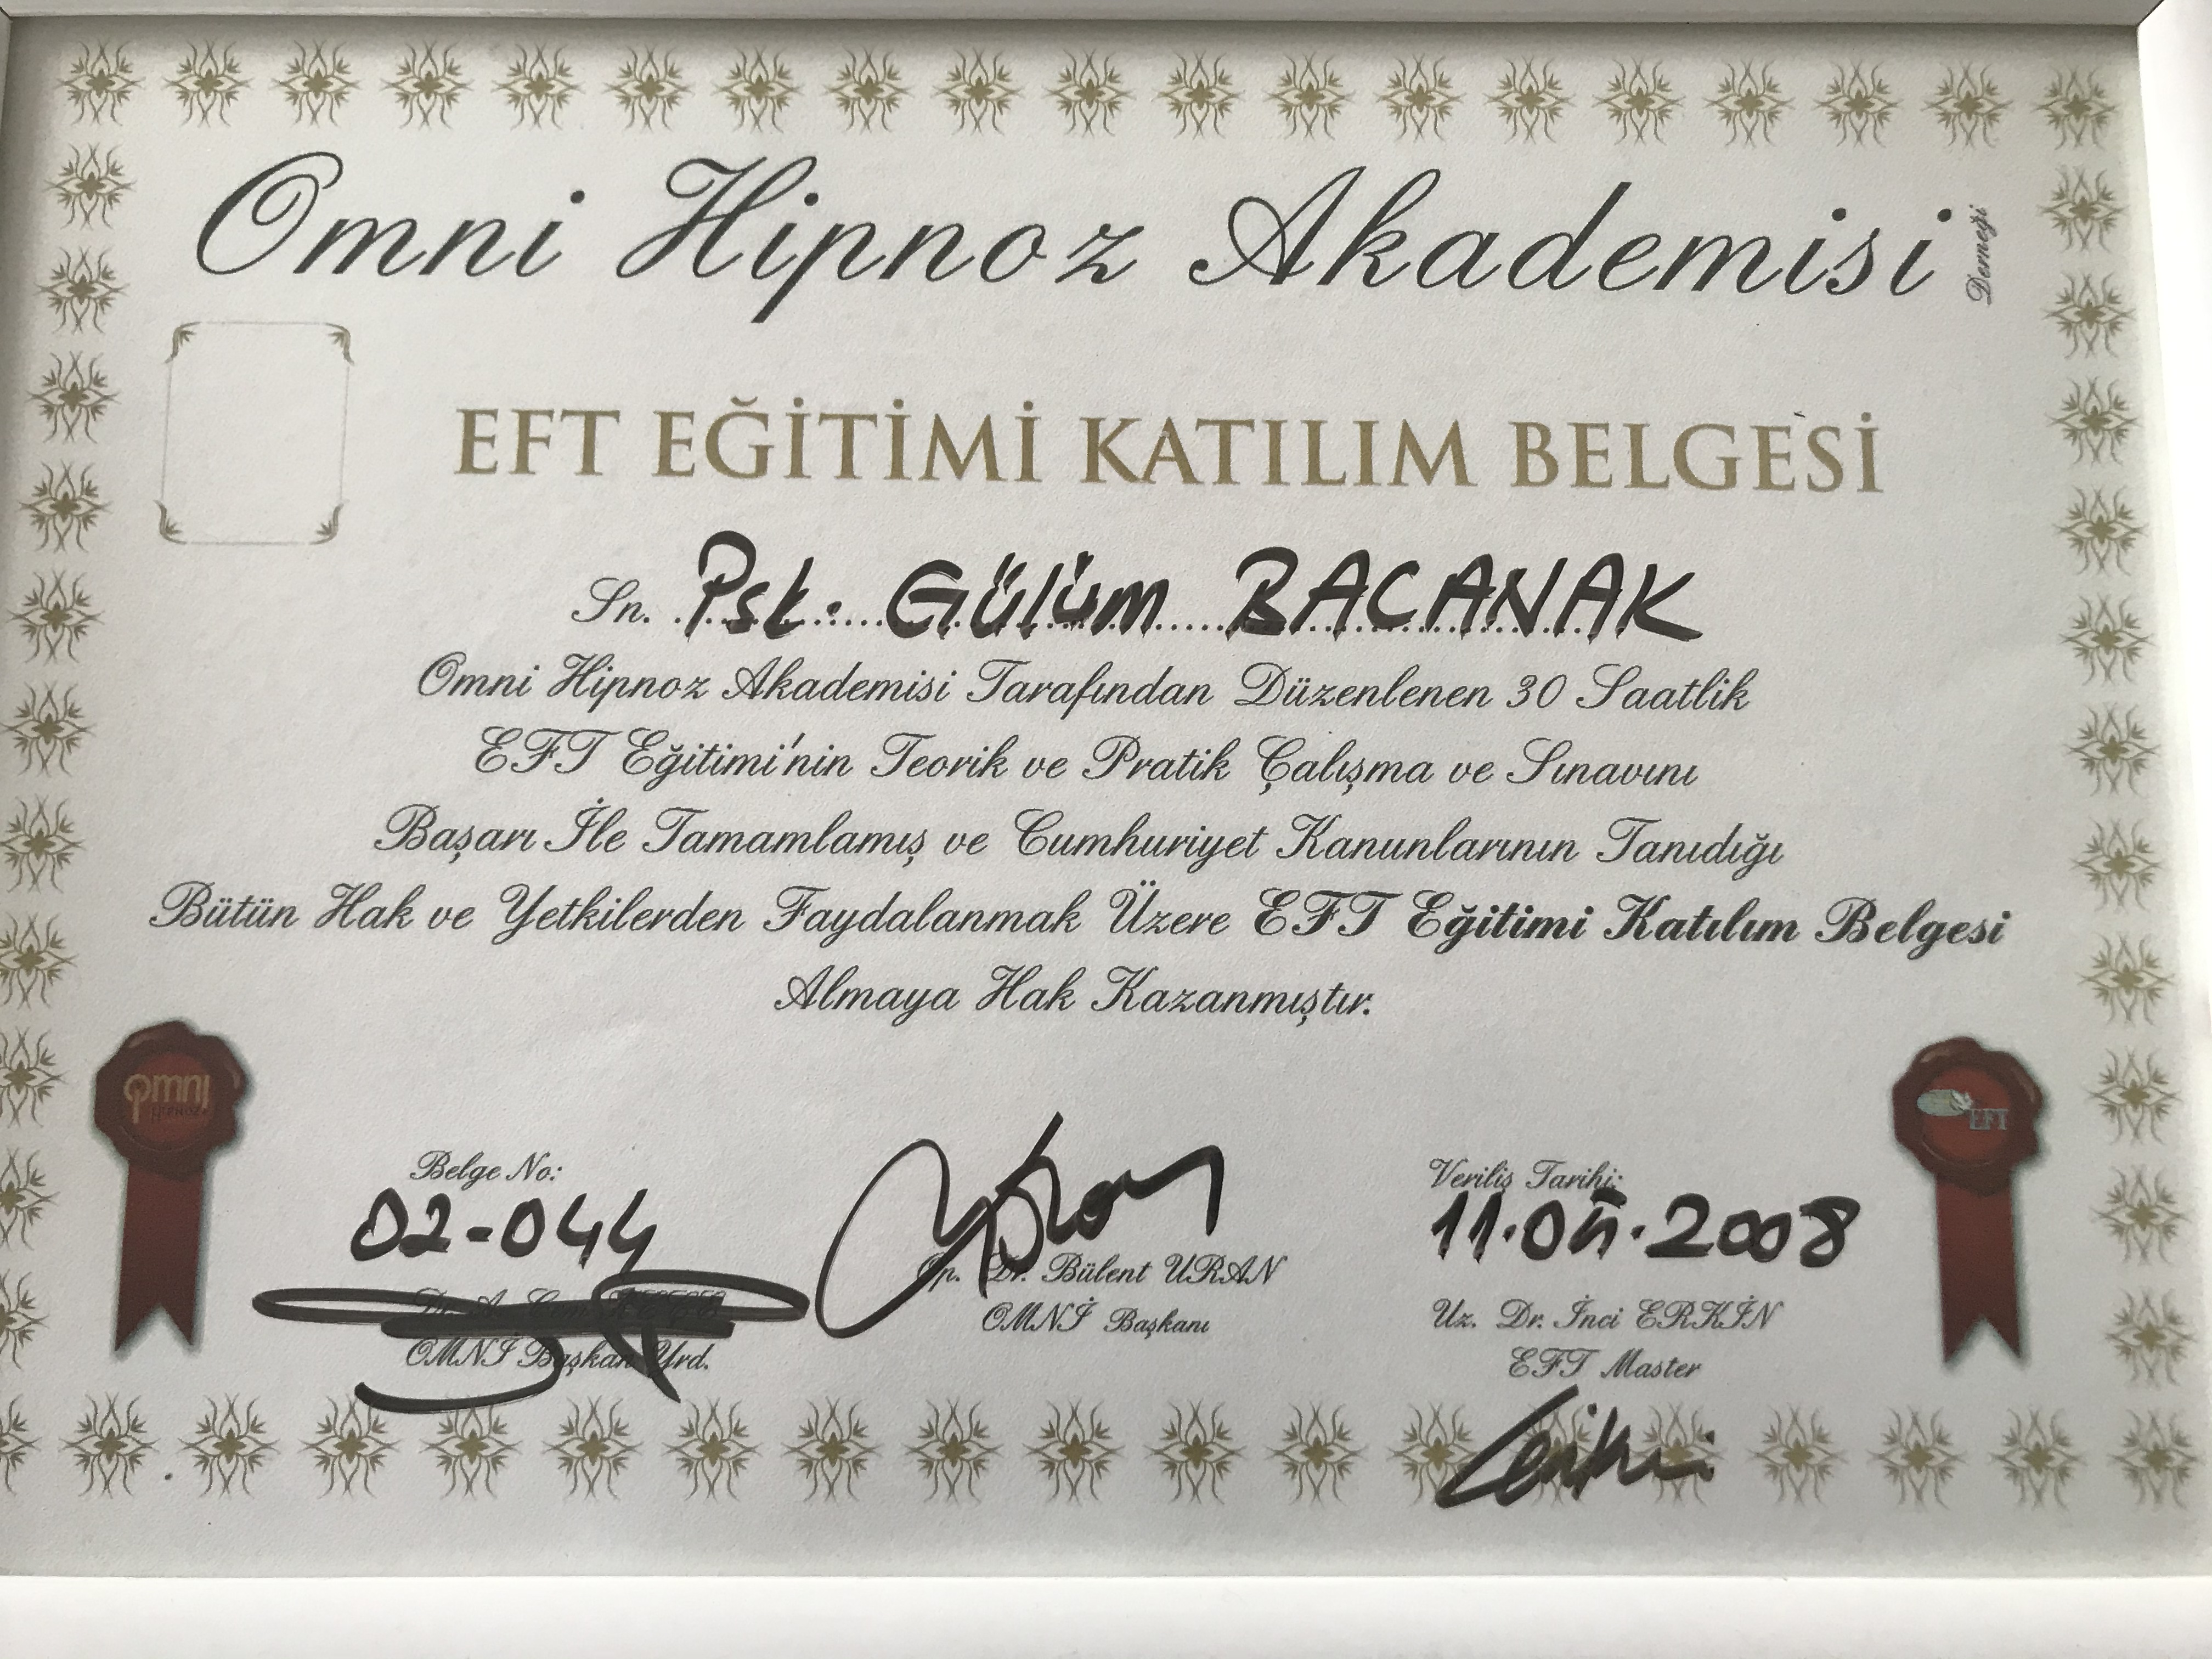 Omni Hipnoz Akademisi
Derneği
EFT EĞİTİMİ KATILIM BELGESİ
Sn. Psk. Gülüm BACANAK
Omni Hipnoz Akademisi Tarafından Düzenlenen 30 Saatlik
EFT Eğitimi'nin Teorik ve Pratik Çalışma ve Sınavını
Başarı İle Tamamlamış ve Cumhuriyet Kanunlarının Tanıdığı
Bütün Hak ve Yetkilerden Faydalanmak Üzere EFT Eğitimi Katılım Belgesi
Almaya Hak Kazanmıştır.
omni
HIPNOZ
EFT
Belge No:
02-044
OMNİ Başkan Yrd.
Op. Dr. Bülent URAN
OMNİ Başkanı
Veriliş Tarihi:
2008
Uz. Dr. İnci ERKİN
EFT Master